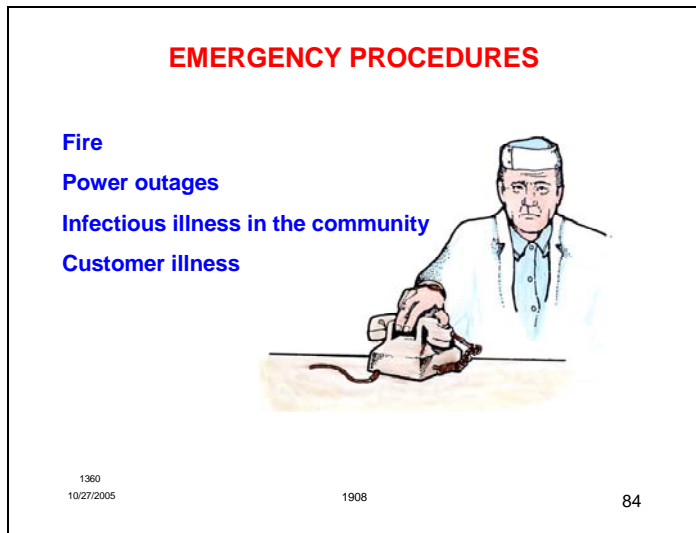 EMERGENCY PROCEDURES
Fire
Power outages
Infectious illness in the community
Customer illness
1360
10/27/2005
1908
84